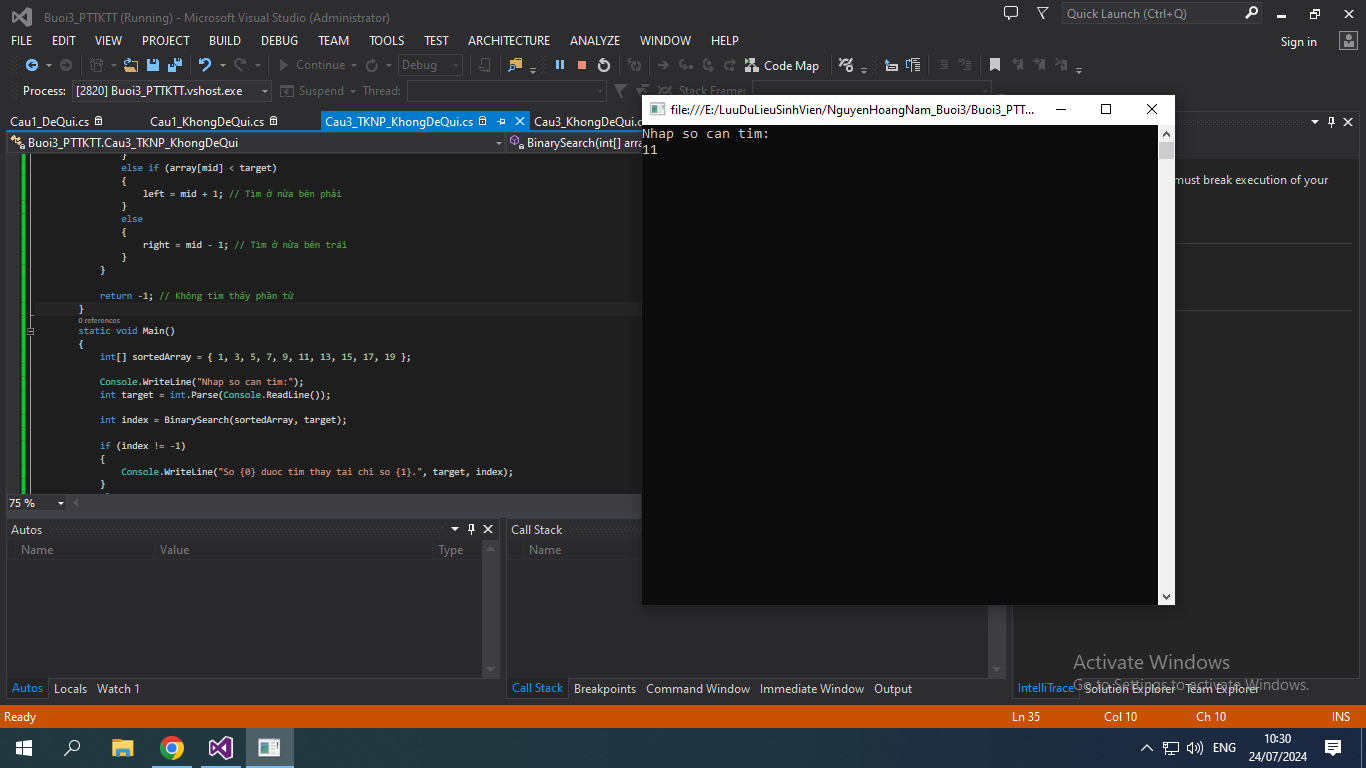 Buoi3_PTTKTT (Running) - Microsoft Visual Studio (Administrator)
Quick Launch (Ctrl+Q)
FILE EDIT VIEW PROJECT BUILD DEBUG TEAM TOOLS TEST ARCHITECTURE ANALYZE WINDOW HELP
Sign in
Continue Debug Code Map
Process: [2820] Buoi3_PTTKTT.vshost.exe Suspend Thread: Stack Frame:
Cau1_DeQui.cs Cau1_KhongDeQui.cs Cau3_TKNP_KhongDeQui.cs Cau3_KhongDeQui.c
Buoi3_PTTKTT.Cau3_TKNP_KhongDeQui BinarySearch(int[] arra
}
else if (array[mid] < target)
{
left = mid + 1; // Tìm ở nửa bên phải
}
else
{
right = mid - 1; // Tìm ở nửa bên trái
}
}
return -1; // Không tìm thấy phần tử
}
0 references
static void Main()
{
int[] sortedArray = { 1, 3, 5, 7, 9, 11, 13, 15, 17, 19 };
Console.WriteLine("Nhap so can tim:");
int target = int.Parse(Console.ReadLine());
int index = BinarySearch(sortedArray, target);
if (index != -1)
{
Console.WriteLine("So {0} duoc tim thay tai chi so {1}.", target, index);
}
75 %
file:///E:/LuuDuLieuSinhVien/NguyenHoangNam_Buoi3/Buoi3_PTT...
Nhap so can tim:
11
must break execution of your
Autos
Name Value Type
Call Stack
Name
Autos Locals Watch 1
Call Stack Breakpoints Command Window Immediate Window Output
IntelliTrace Solution Explorer Team Explorer
Activate Windows
Go to Settings to activate Windows.
Ready
Ln 35 Col 10 Ch 10 INS
ENG
10:30
24/07/2024